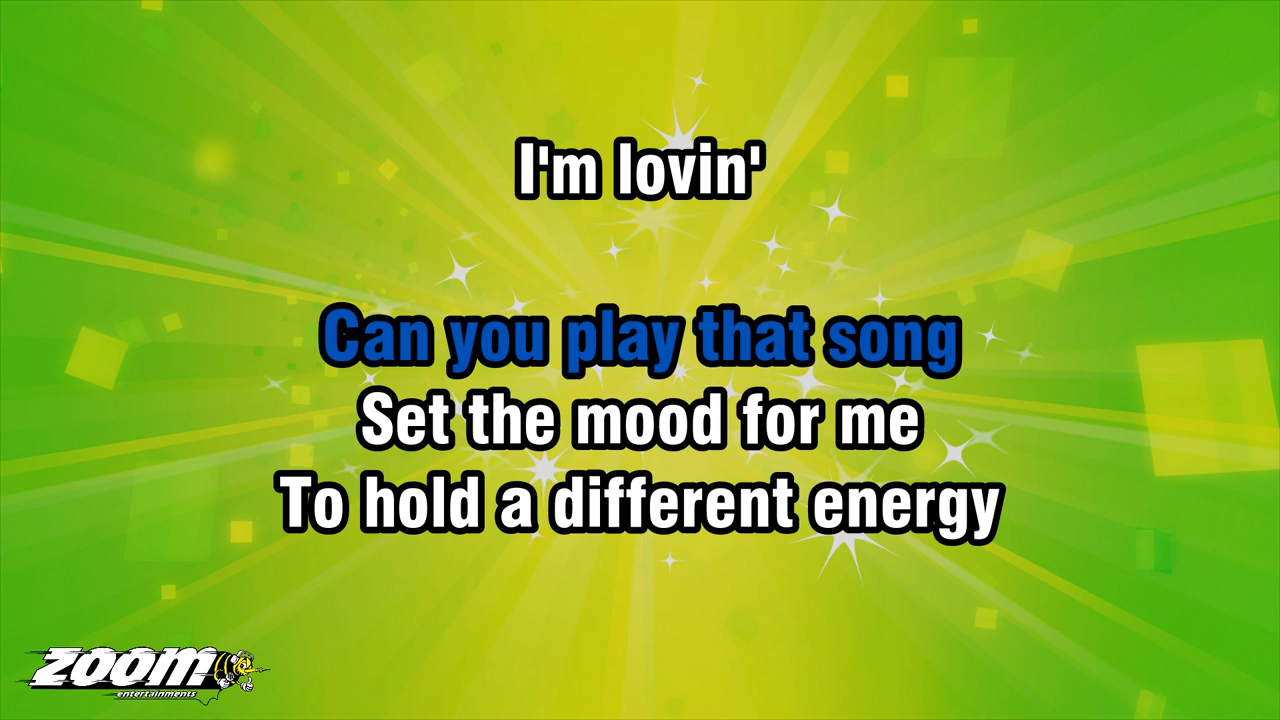 I'm lovin'
Can you play that song
Set the mood for me
To hold a different energy
ZOOM
entertainments